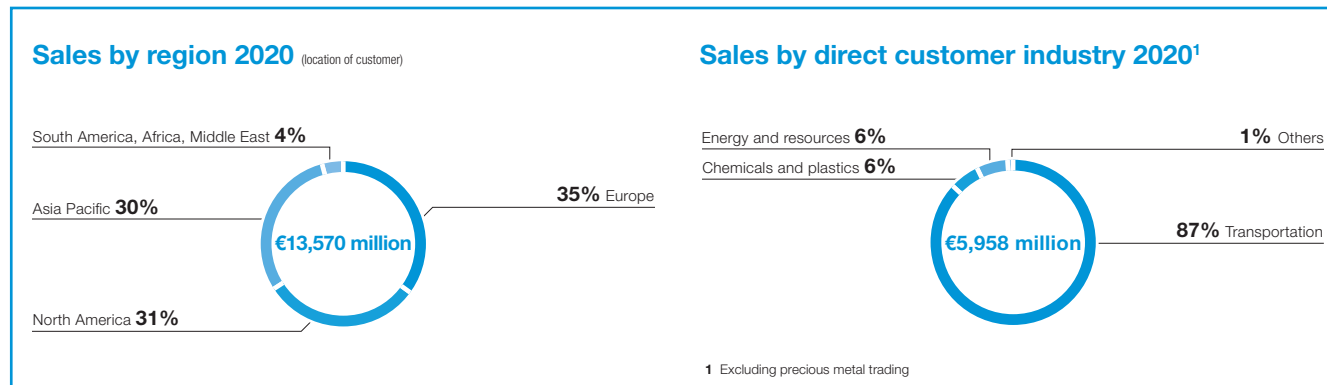 Sales by region 2020 (location of customer)
South America, Africa, Middle East 4%
Asia Pacific 30%
35% Europe
€13,570 million
North America 31%
Sales by direct customer industry 2020¹
Energy and resources 6%
1% Others
Chemicals and plastics 6%
87% Transportation
€5,958 million
1 Excluding precious metal trading